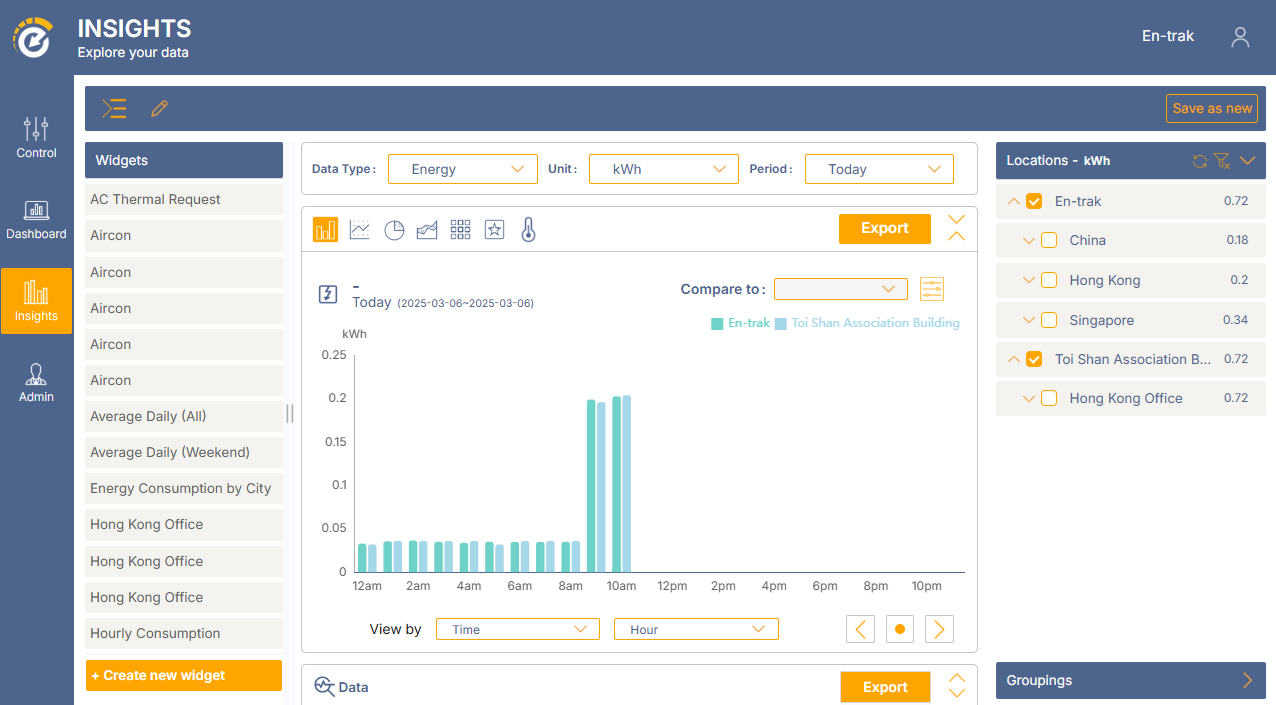 INSIGHTS
Explore your data
En-trak
Save as new
Control
Dashboard
Insights
Admin
Widgets
AC Thermal Request
Aircon
Aircon
Aircon
Aircon
Aircon
Average Daily (All)
Average Daily (Weekend)
Energy Consumption by City
Hong Kong Office
Hong Kong Office
Hong Kong Office
Hourly Consumption
+ Create new widget
Data Type : Energy Unit : kWh Period : Today
Export
-
Today (2025-03-06~2025-03-06)
Compare to :
En-trak Toi Shan Association Building
kWh
0.25
0.2
0.15
0.1
0.05
0
12am 2am 4am 6am 8am 10am 12pm 2pm 4pm 6pm 8pm 10pm
View by Time Hour
Data Export
Locations - kWh
En-trak 0.72
China 0.18
Hong Kong 0.2
Singapore 0.34
Toi Shan Association B... 0.72
Hong Kong Office 0.72
Groupings